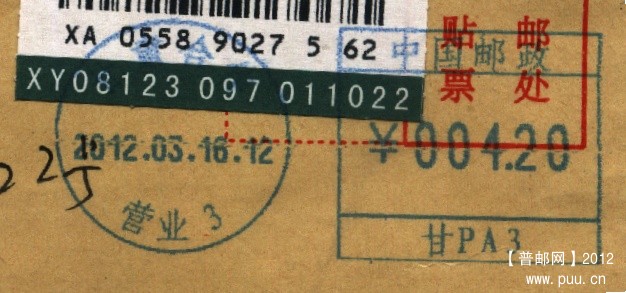 XA 0558 9027 5 62
XY08123 097 011022
贴 邮
票 处
中国邮政
2012.03.16.12
¥004.20
营业 3
甘PA3
【普邮网】2012
www.puu.cn